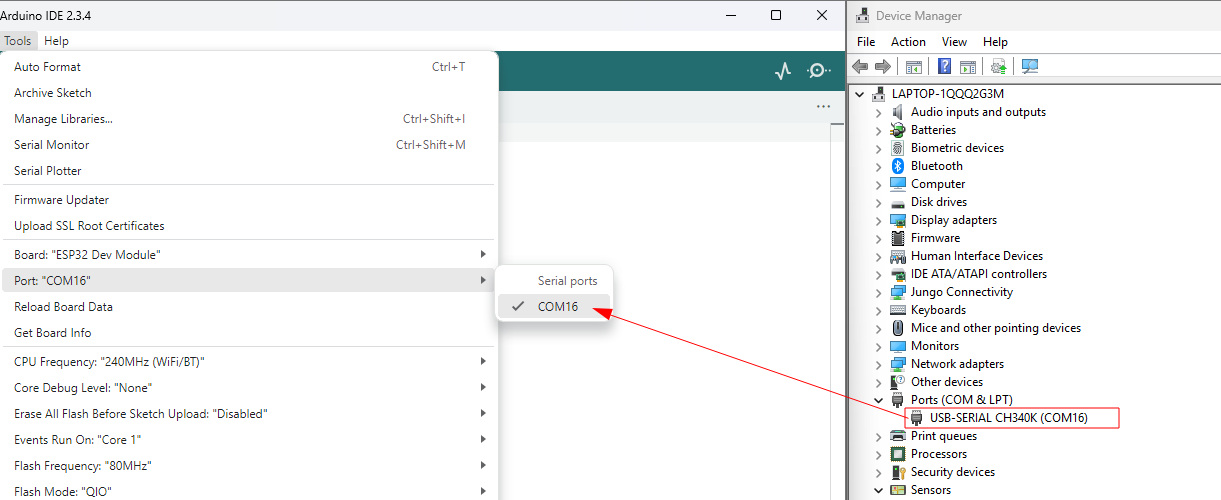 Arduino IDE 2.3.4
Tools Help
Auto Format Ctrl+T
Archive Sketch
Manage Libraries... Ctrl+Shift+I
Serial Monitor Ctrl+Shift+M
Serial Plotter
Firmware Updater
Upload SSL Root Certificates
Board: "ESP32 Dev Module"
Port: "COM16"
Reload Board Data
Get Board Info
CPU Frequency: "240MHz (WiFi/BT)"
Core Debug Level: "None"
Erase All Flash Before Sketch Upload: "Disabled"
Events Run On: "Core 1"
Flash Frequency: "80MHz"
Flash Mode: "QIO"
Serial ports
COM16
Device Manager
File Action View Help
LAPTOP-1QQQ2G3M
Audio inputs and outputs
Batteries
Biometric devices
Bluetooth
Computer
Disk drives
Display adapters
Firmware
Human Interface Devices
IDE ATA/ATAPI controllers
Jungo Connectivity
Keyboards
Mice and other pointing devices
Monitors
Network adapters
Other devices
Ports (COM & LPT)
USB-SERIAL CH340K (COM16)
Print queues
Processors
Security devices
Sensors